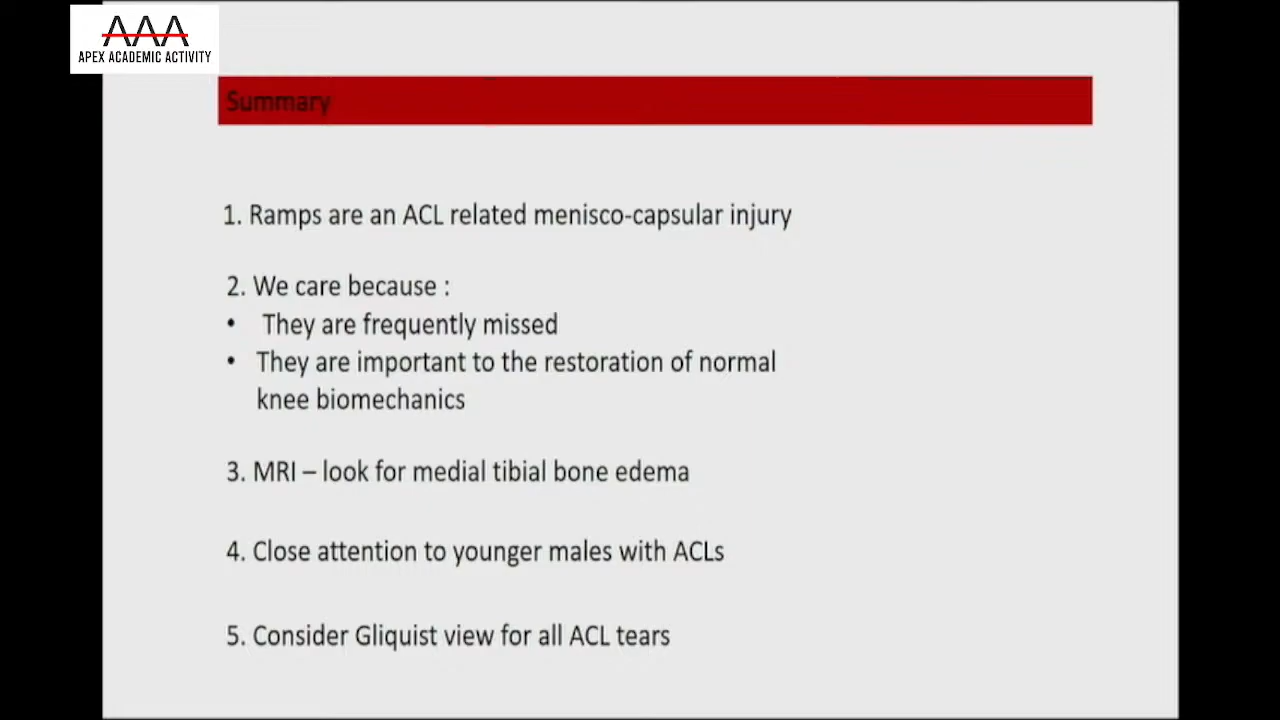 AAA
APEX ACADEMIC ACTIVITY
Summary
1. Ramps are an ACL related menisco-capsular injury
2. We care because :
• They are frequently missed
• They are important to the restoration of normal
knee biomechanics
3. MRI – look for medial tibial bone edema
4. Close attention to younger males with ACLs
5. Consider Gliquist view for all ACL tears